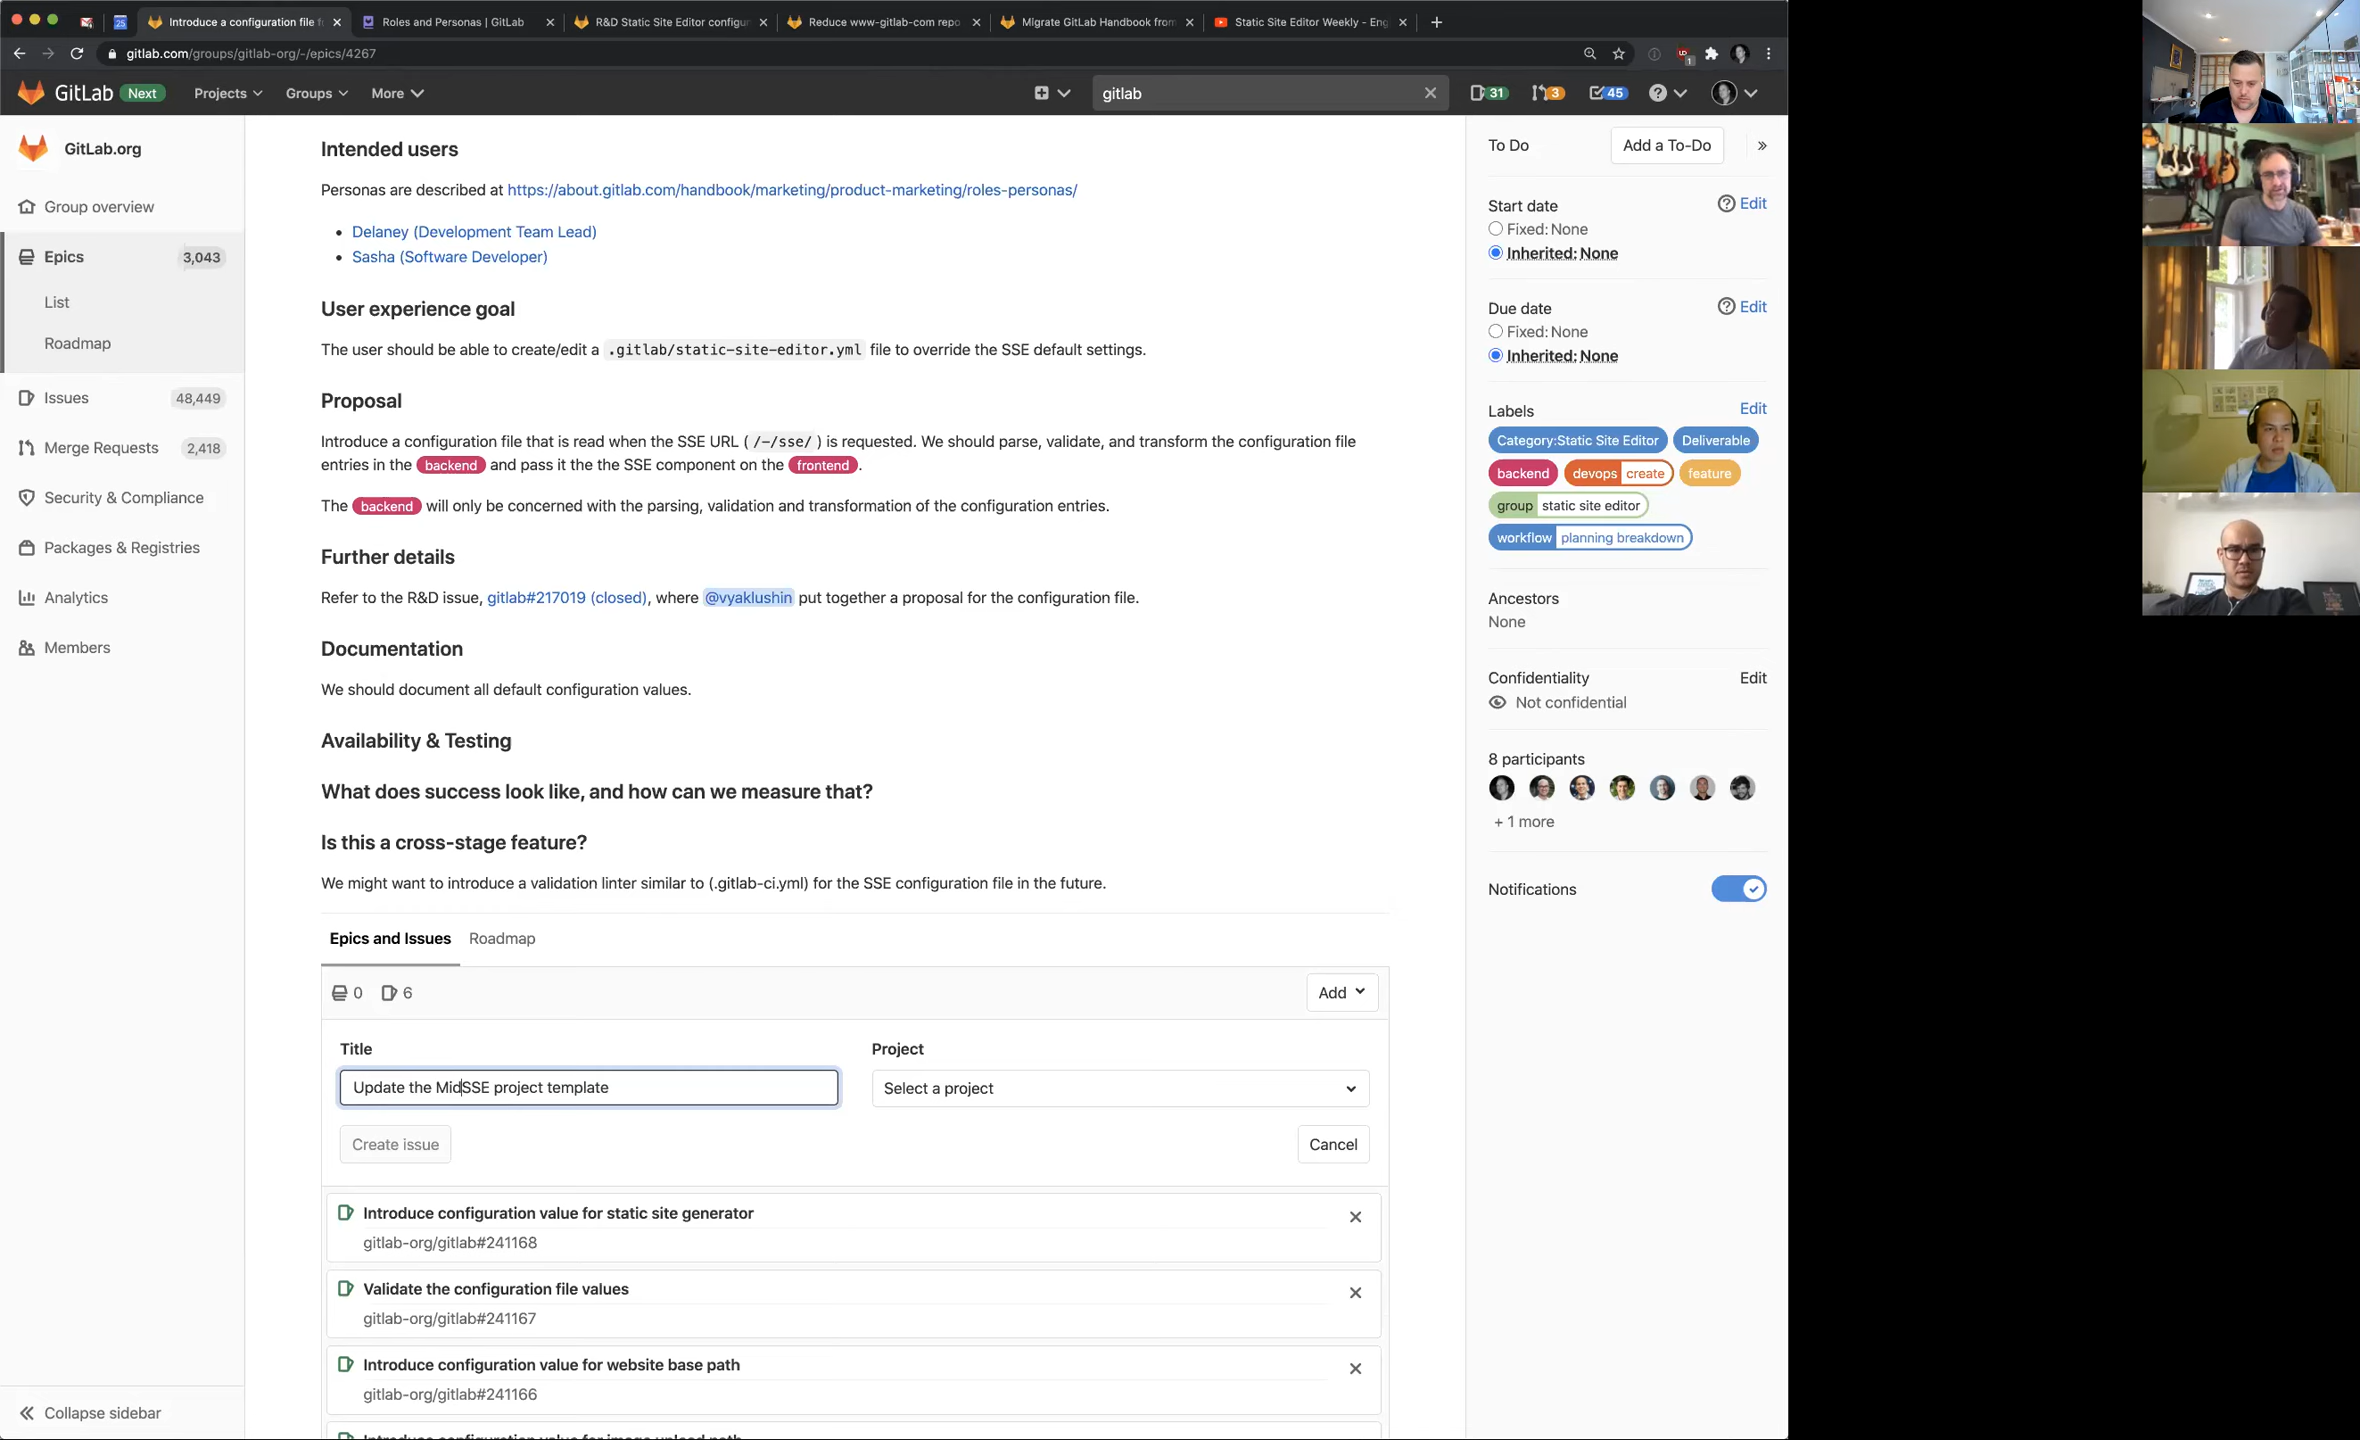 Introduce a configuration file f
Roles and Personas | GitLab
R&D Static Site Editor configur
Reduce www-gitlab-com repo
Migrate GitLab Handbook from
Static Site Editor Weekly - Eng
gitlab.com/groups/gitlab-org/-/epics/4267
GitLab Next Projects Groups More gitlab 31 3 45
GitLab.org
Group overview
Epics 3,043
List
Roadmap
Issues 48,449
Merge Requests 2,418
Security & Compliance
Packages & Registries
Analytics
Members
Collapse sidebar
Intended users
Personas are described at https://about.gitlab.com/handbook/marketing/product-marketing/roles-personas/
• Delaney (Development Team Lead)
• Sasha (Software Developer)
User experience goal
The user should be able to create/edit a .gitlab/static-site-editor.yml file to override the SSE default settings.
Proposal
Introduce a configuration file that is read when the SSE URL ( /-/sse/ ) is requested. We should parse, validate, and transform the configuration file
entries in the backend and pass it the the SSE component on the frontend.
The backend will only be concerned with the parsing, validation and transformation of the configuration entries.
Further details
Refer to the R&D issue, gitlab#217019 (closed), where @vyaklushin put together a proposal for the configuration file.
Documentation
We should document all default configuration values.
Availability & Testing
What does success look like, and how can we measure that?
Is this a cross-stage feature?
We might want to introduce a validation linter similar to (.gitlab-ci.yml) for the SSE configuration file in the future.
Epics and Issues Roadmap
0 6 Add
Title Project
Update the MidSSE project template Select a project
Create issue Cancel
Introduce configuration value for static site generator
gitlab-org/gitlab#241168
Validate the configuration file values
gitlab-org/gitlab#241167
Introduce configuration value for website base path
gitlab-org/gitlab#241166
Introduce configuration value for image upload path
To Do Add a To-Do
Start date Edit
Fixed: None
Inherited: None
Due date Edit
Fixed: None
Inherited: None
Labels Edit
Category:Static Site Editor Deliverable
backend devops create feature
group static site editor
workflow planning breakdown
Ancestors
None
Confidentiality Edit
Not confidential
8 participants
+ 1 more
Notifications